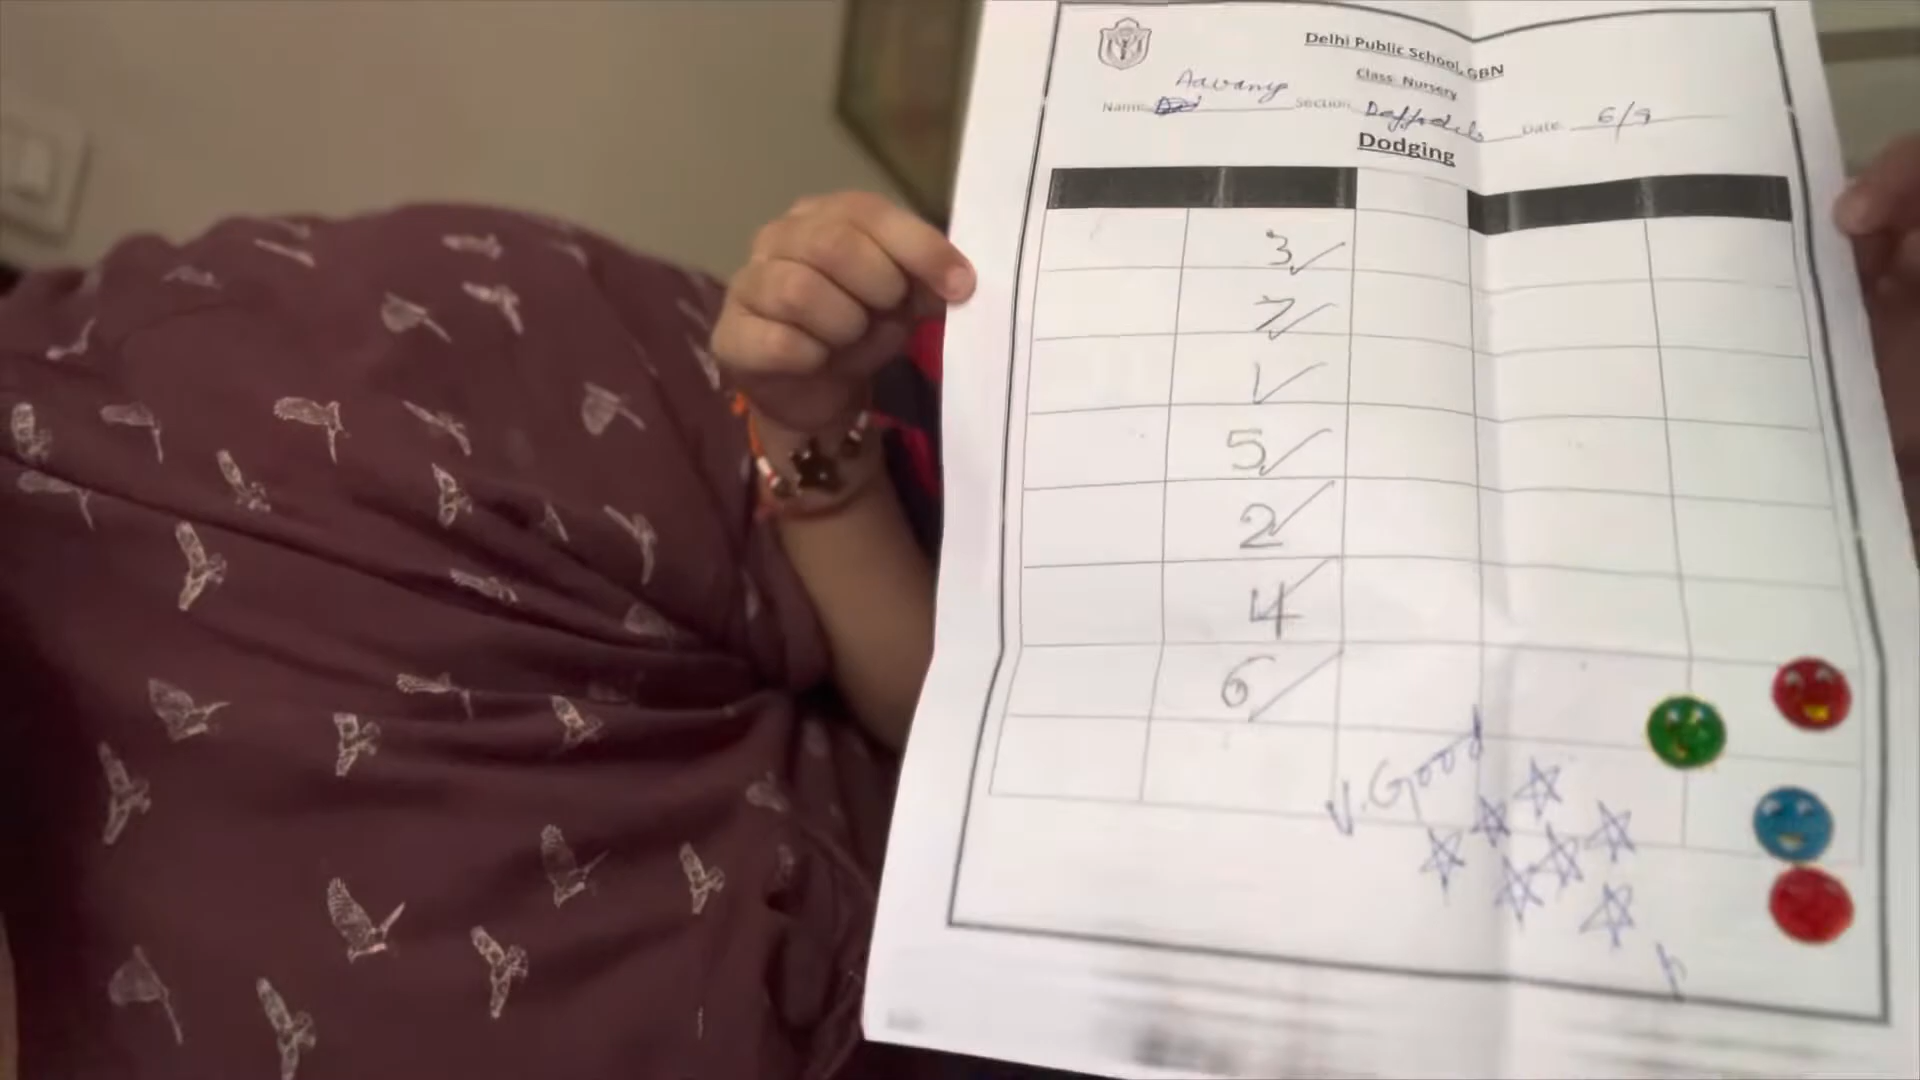 Delhi Public School, GBN
Class: Nursery
Name Aavany Section Daffodils Date 6/9
Dodging
3
7
1
5
2
4
6
V. Good